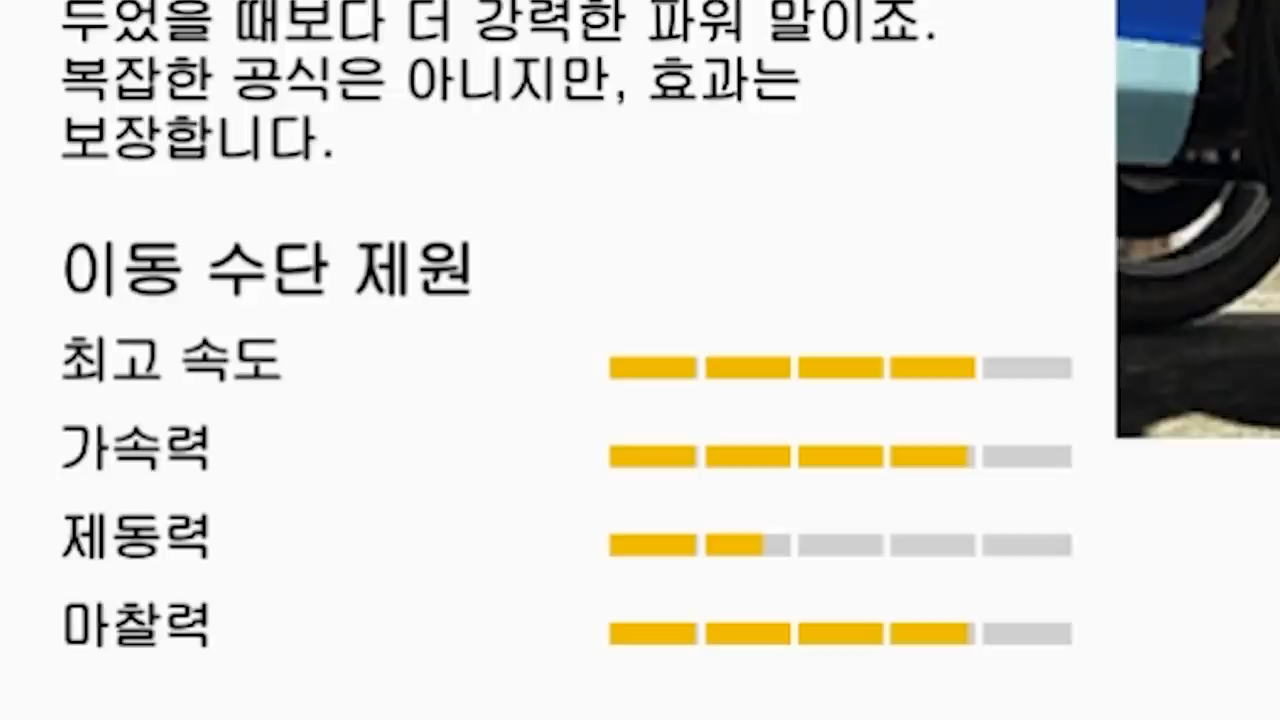 두었을 때보다 더 강력한 파워 말이죠.
복잡한 공식은 아니지만, 효과는
보장합니다.
이동 수단 제원
최고 속도
가속력
제동력
마찰력